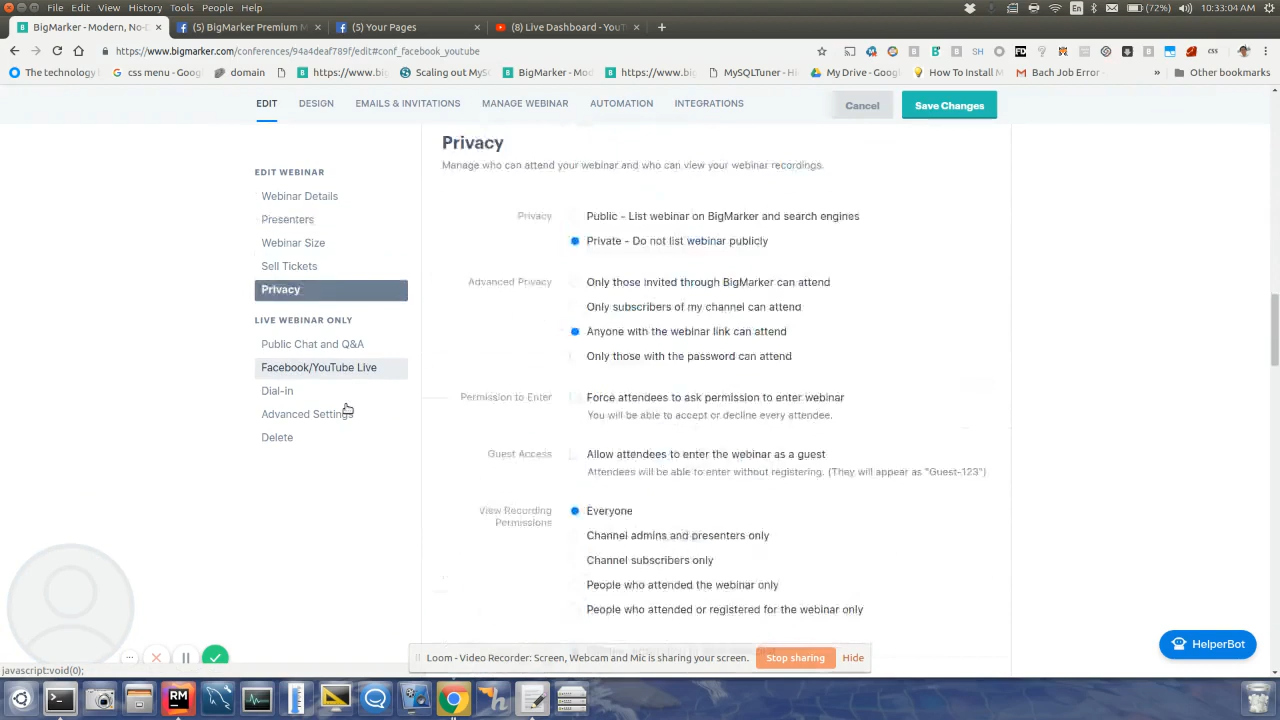 File Edit View History Bookmarks Tools People Window Help
En
(72%)
10:33:04 AM
BigMarker - Modern, No-
(5) BigMarker Premium M
(5) Your Pages
(8) Live Dashboard - YouT
https://www.bigmarker.com/conferences/94a4deaf789f/edit#conf_facebook_youtube
The technology
css menu - Goog
domain
https://www.big
Scaling out MyS
BigMarker - Mod
https://www.big
MySQLTuner - Hi
My Drive - Goog
How To Install M
Bach Job Error -
Other bookmarks
EDIT
DESIGN
EMAILS & INVITATIONS
MANAGE WEBINAR
AUTOMATION
INTEGRATIONS
Cancel
Save Changes
EDIT WEBINAR
Webinar Details
Presenters
Webinar Size
Sell Tickets
Privacy
LIVE WEBINAR ONLY
Public Chat and Q&A
Facebook/YouTube Live
Dial-in
Advanced Settings
Delete
Privacy
Manage who can attend your webinar and who can view your webinar recordings.
Privacy
Public - List webinar on BigMarker and search engines
Private - Do not list webinar publicly
Advanced Privacy
Only those invited through BigMarker can attend
Only subscribers of my channel can attend
Anyone with the webinar link can attend
Only those with the password can attend
Permission to Enter
Force attendees to ask permission to enter webinar
You will be able to accept or decline every attendee.
Guest Access
Allow attendees to enter the webinar as a guest
Attendees will be able to enter without registering. (They will appear as "Guest-123")
View Recording
Permissions
Everyone
Channel admins and presenters only
Channel subscribers only
People who attended the webinar only
People who attended or registered for the webinar only
HelperBot
Loom - Video Recorder: Screen, Webcam and Mic is sharing your screen.
Stop sharing
Hide
javascript:void(0);